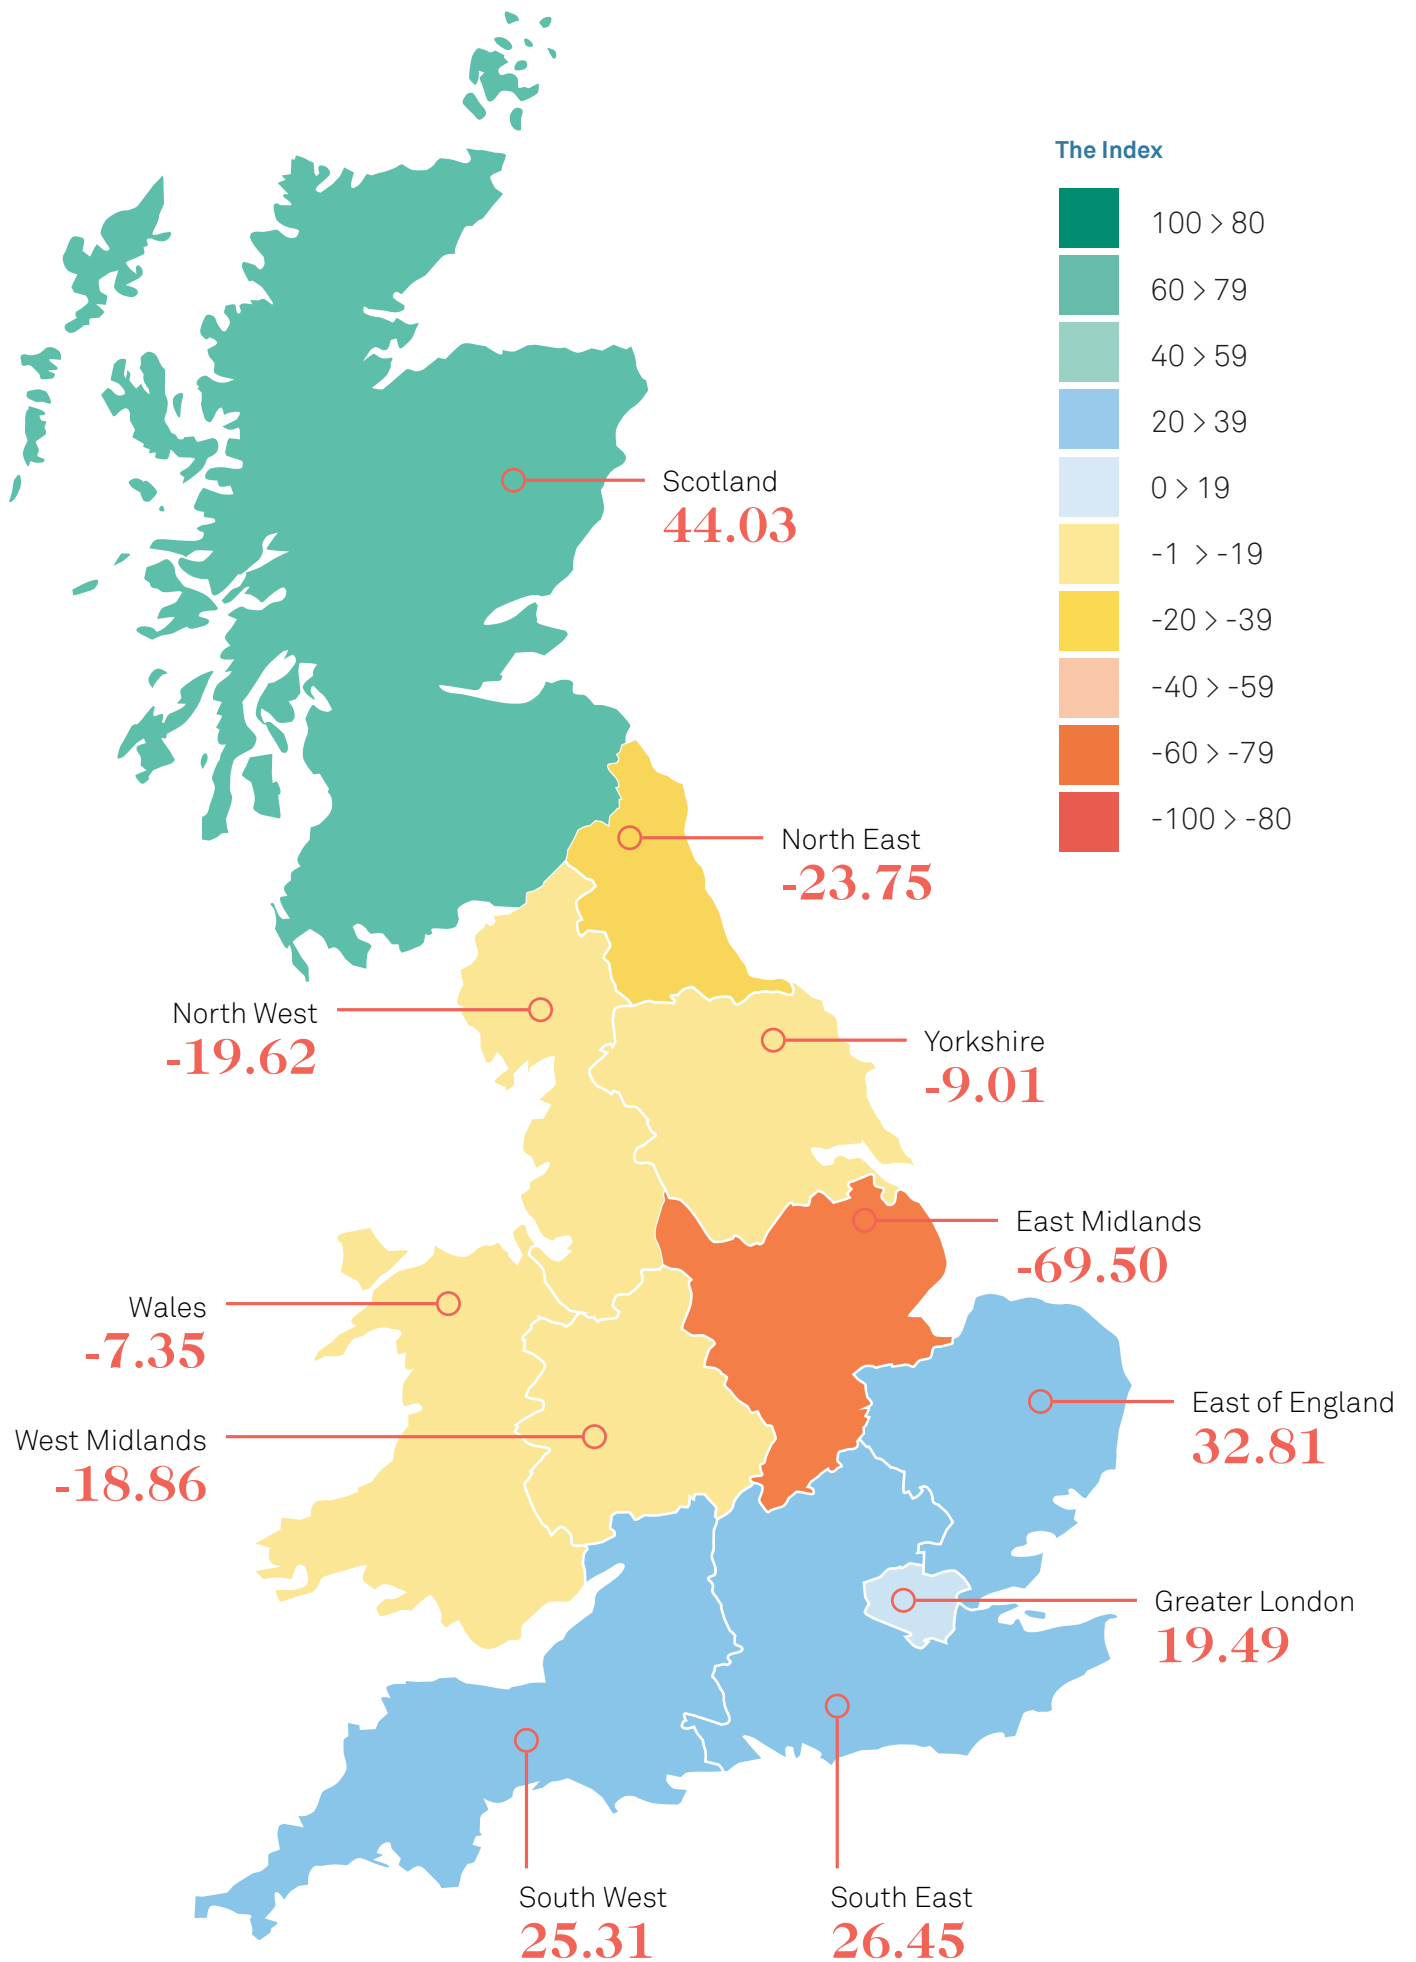 The Index
100 > 80
60 > 79
40 > 59
20 > 39
0 > 19
-1 > -19
-20 > -39
-40 > -59
-60 > -79
-100 > -80
Scotland
44.03
North East
-23.75
North West
-19.62
Yorkshire
-9.01
East Midlands
-69.50
Wales
-7.35
East of England
32.81
West Midlands
-18.86
Greater London
19.49
South West
25.31
South East
26.45